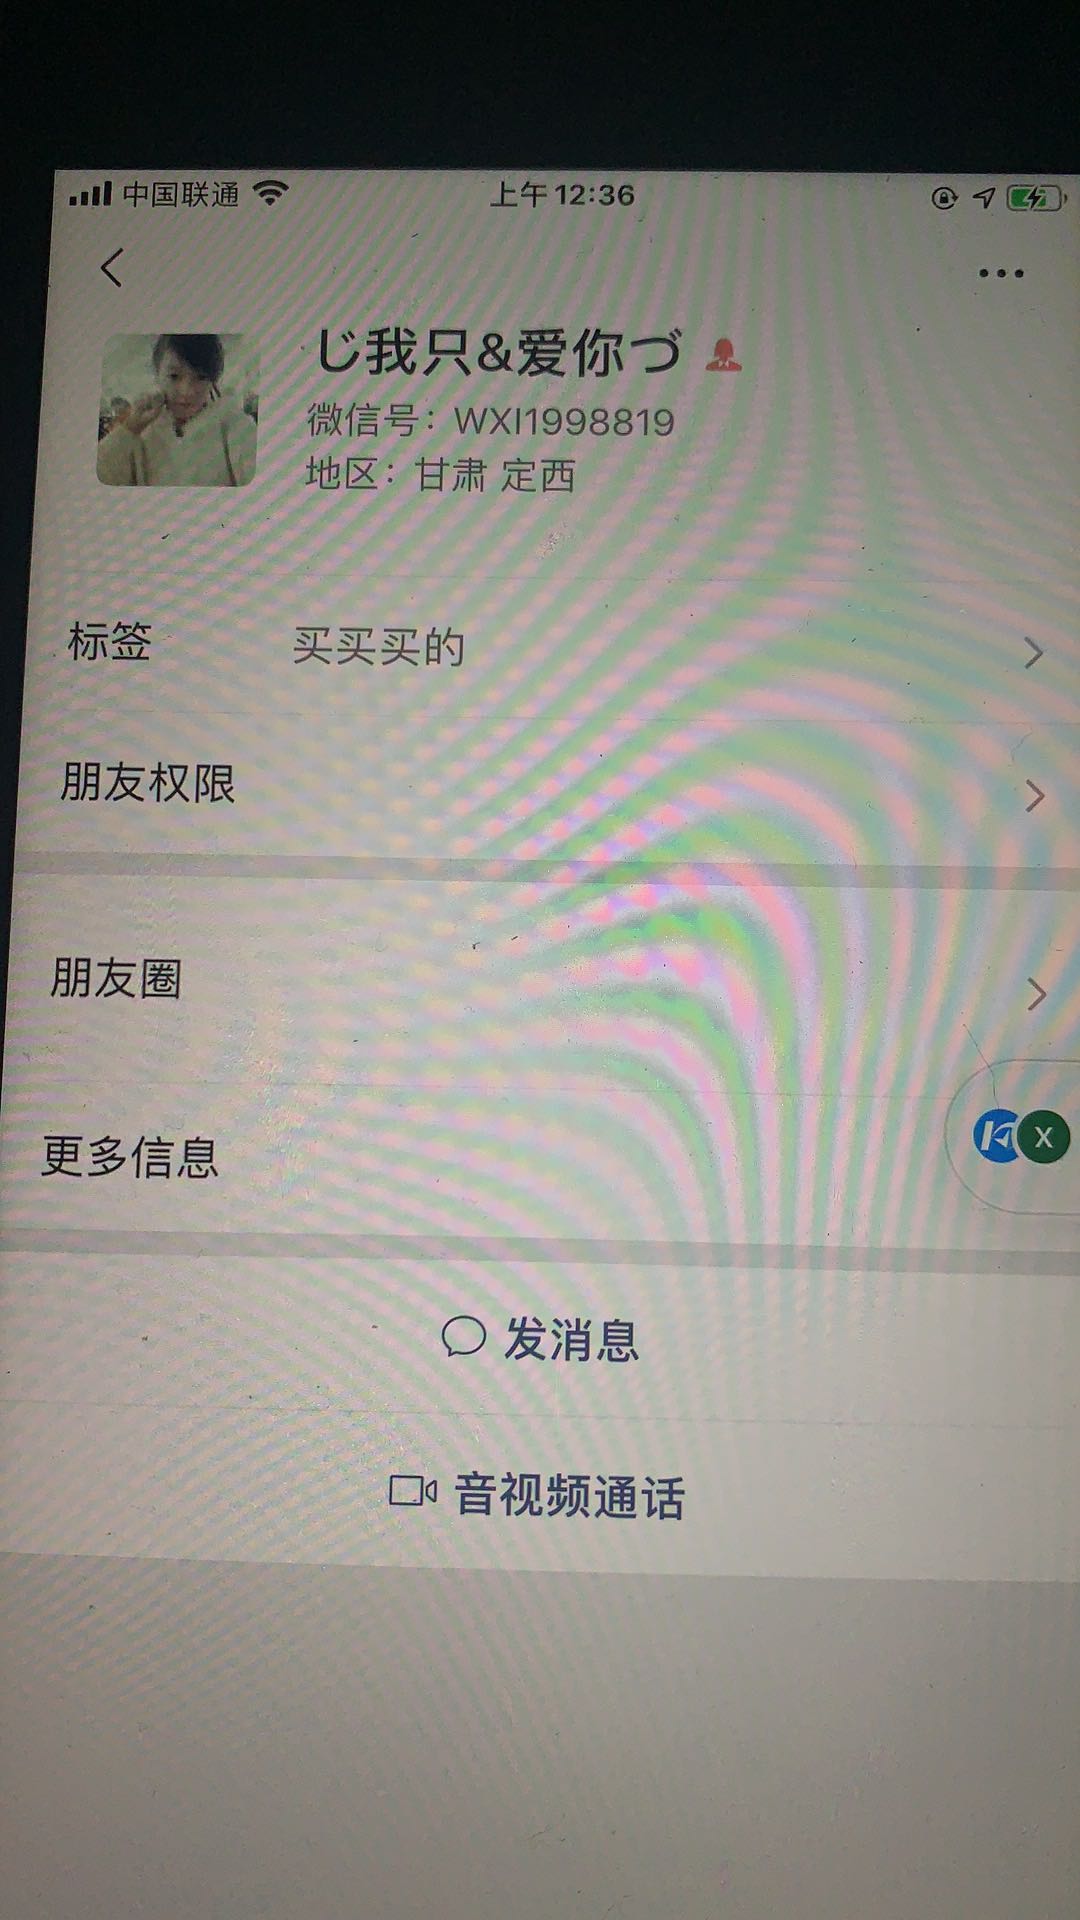 中国联通 上午12:36
じ我只&爱你づ
微信号：WXI1998819
地区：甘肃 定西
标签 买买买的
朋友权限
朋友圈
更多信息
X
发消息
音视频通话